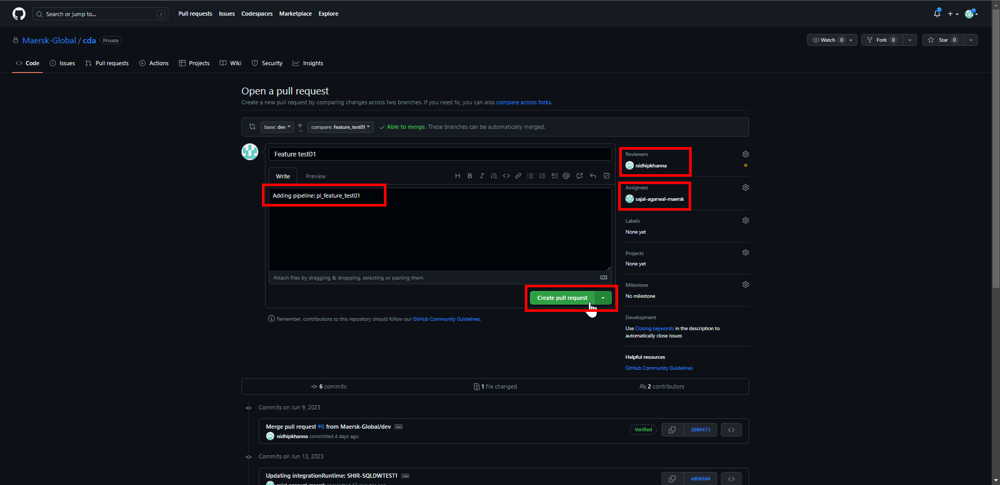 Search or jump to... /
Pull requests Issues Codespaces Marketplace Explore
Maersk-Global / cda Private
Watch 0 Fork 0 Star 0
Code Issues Pull requests Actions Projects Wiki Security Insights
Open a pull request
Create a new pull request by comparing changes across two branches. If you need to, you can also compare across forks.
base: dev compare: feature_test01 Able to merge. These branches can be automatically merged.
Feature test01
Write Preview
Adding pipeline: pl_feature_test01
Attach files by dragging & dropping, selecting or pasting them.
Create pull request
Remember, contributions to this repository should follow our GitHub Community Guidelines.
Reviewers
nidhipkhanna
Assignees
sajal-agarwal-maersk
Labels
None yet
Projects
None yet
Milestone
No milestone
Development
Use Closing keywords in the description to
automatically close issues
Helpful resources
GitHub Community Guidelines
6 commits 1 file changed 2 contributors
Commits on Jun 9, 2023
Merge pull request #6 from Maersk-Global/dev ...
nidhipkhanna committed 4 days ago
Verified 2086473
Commits on Jun 13, 2023
Updating integrationRuntime: SHIR-SQLDWTEST1 ...
e8b0104